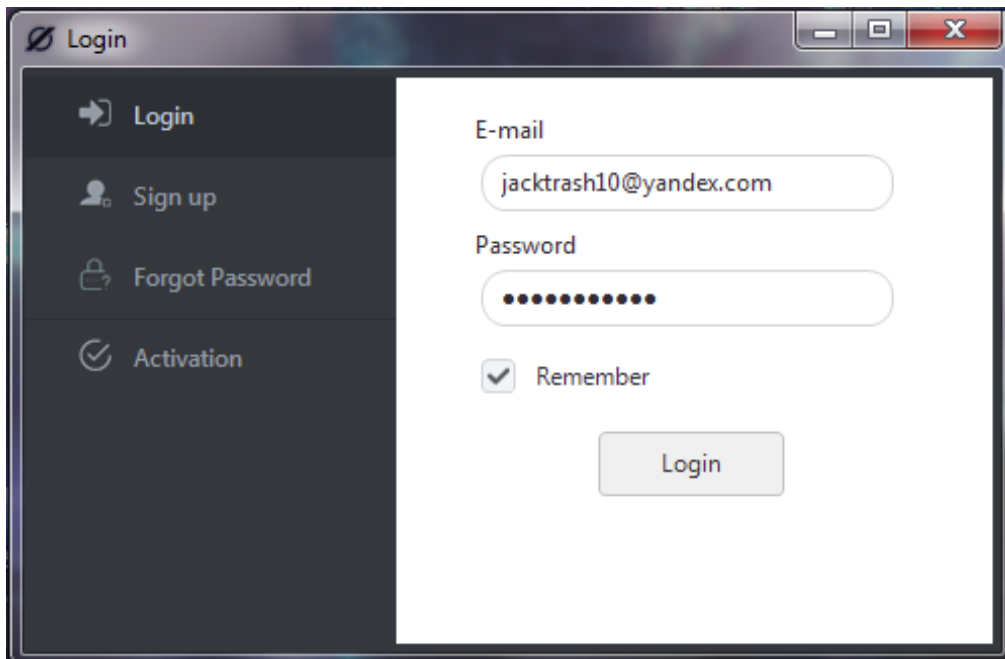 Login
Login
Sign up
Forgot Password
Activation
E-mail
jacktrash10@yandex.com
Password
•••••••••••
Remember
Login